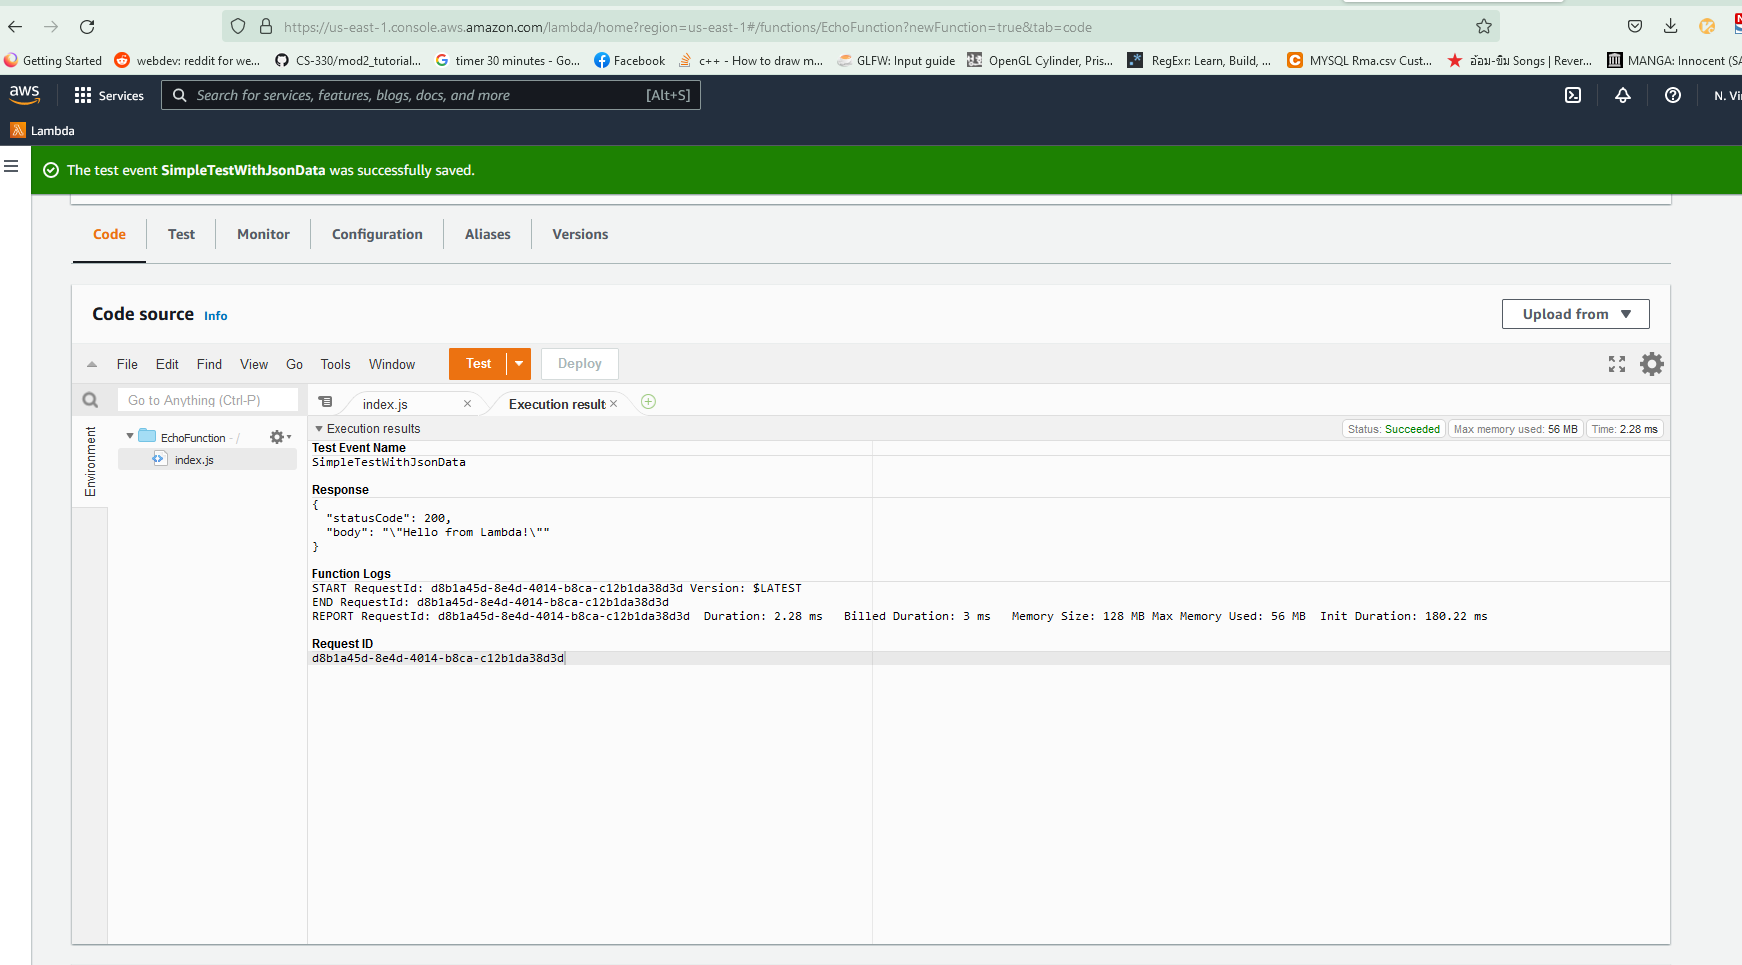 https://us-east-1.console.aws.amazon.com/lambda/home?region=us-east-1#/functions/EchoFunction?newFunction=true&tab=code
Getting Started webdev: reddit for we... CS-330/mod2_tutorial... timer 30 minutes - Go... Facebook c++ - How to draw m... GLFW: Input guide OpenGL Cylinder, Pris... RegExr: Learn, Build, ... MYSQL Rma.csv Cust... อ้อม-ขิม Songs | Rever... MANGA: Innocent (SA
aws Services Search for services, features, blogs, docs, and more [Alt+S] N. Vi
Lambda
The test event SimpleTestWithJsonData was successfully saved.
Code Test Monitor Configuration Aliases Versions
Code source Info Upload from
File Edit Find View Go Tools Window Test Deploy
Go to Anything (Ctrl-P) index.js Execution result
Execution results Status: Succeeded Max memory used: 56 MB Time: 2.28 ms
Environment
EchoFunction - /
index.js
Test Event Name
SimpleTestWithJsonData
Response
{
"statusCode": 200,
"body": "\"Hello from Lambda!\""
}
Function Logs
START RequestId: d8b1a45d-8e4d-4014-b8ca-c12b1da38d3d Version: $LATEST
END RequestId: d8b1a45d-8e4d-4014-b8ca-c12b1da38d3d
REPORT RequestId: d8b1a45d-8e4d-4014-b8ca-c12b1da38d3d Duration: 2.28 ms Billed Duration: 3 ms Memory Size: 128 MB Max Memory Used: 56 MB Init Duration: 180.22 ms
Request ID
d8b1a45d-8e4d-4014-b8ca-c12b1da38d3d